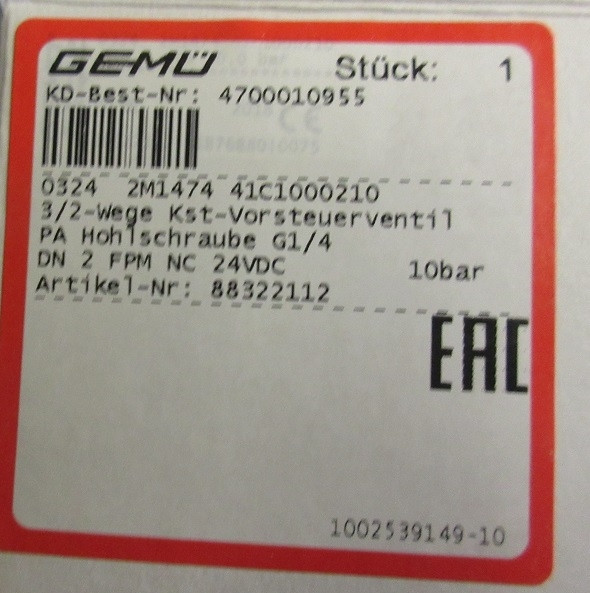 GEMÜ Stück: 1
KD-Best-Nr: 4700010955
0324 2M1474 41C1000210
3/2-Wege Kst-Vorsteuerventil
PA Hohlschraube G1/4
DN 2 FPM NC 24VDC 10bar
Artikel-Nr: 88322112
EAC
1002539149-10